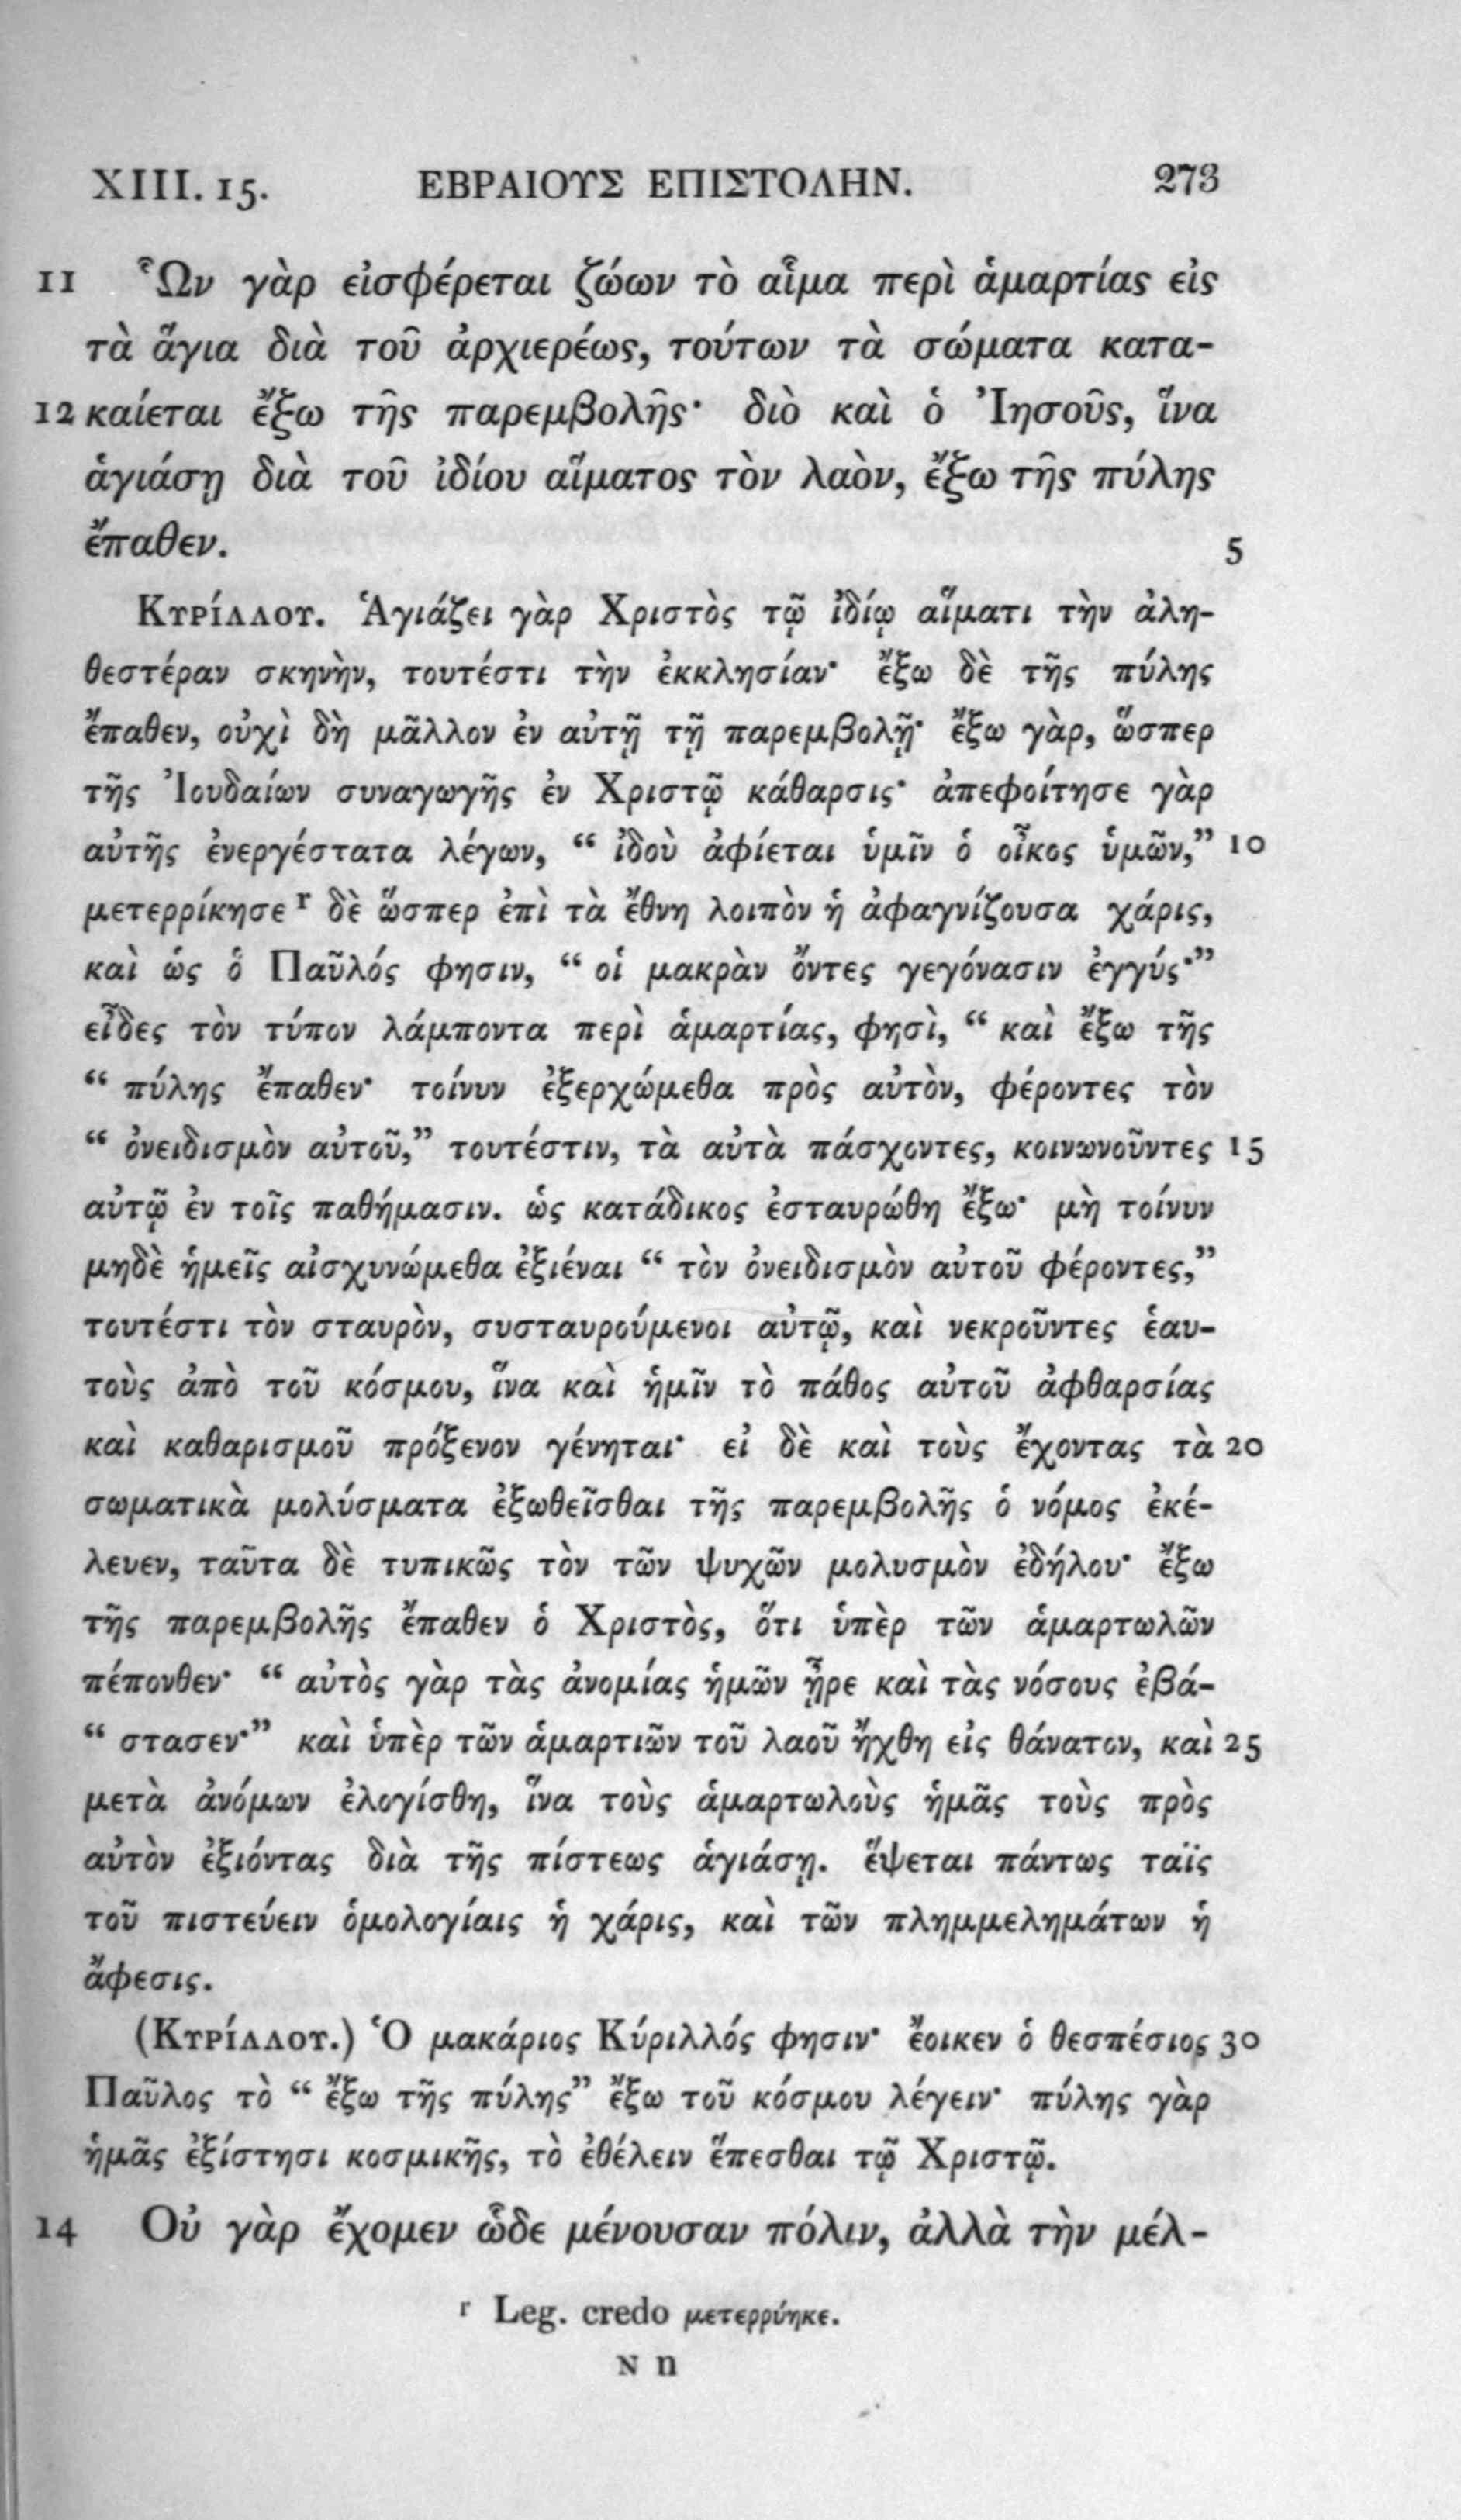 XIII. 15. ΕΒΡΑΙΟΥΣ ΕΠΙΣΤΟΛΗΝ. 273
11 Ὧν γὰρ εἰσφέρεται ζώων τὸ αἷμα περὶ ἁμαρτίας εἰς
τὰ ἅγια διὰ τοῦ ἀρχιερέως, τούτων τὰ σώματα κατα-
12 καίεται ἔξω τῆς παρεμβολῆς· διὸ καὶ ὁ Ἰησοῦς, ἵνα
ἁγιάσῃ διὰ τοῦ ἰδίου αἵματος τὸν λαὸν, ἔξω τῆς πύλης
ἔπαθεν. 5
Κυρίλλου. Ἁγιάζει γὰρ Χριστὸς τῷ ἰδίῳ αἵματι τὴν ἀλη-
θεστέραν σκηνὴν, τουτέστι τὴν ἐκκλησίαν· ἔξω δὲ τῆς πύλης
ἔπαθεν, οὐχὶ δὴ μᾶλλον ἐν αὐτῇ τῇ παρεμβολῇ· ἔξω γὰρ, ὥσπερ
τῆς Ἰουδαίων συναγωγῆς ἐν Χριστῷ κάθαρσις· ἀπεφοίτησε γὰρ
αὐτῆς ἐνεργέστατα λέγων, “ ἰδοὺ ἀφίεται ὑμῖν ὁ οἶκος ὑμῶν,” 10
μετερρίκησε r δὲ ὥσπερ ἐπὶ τὰ ἔθνη λοιπὸν ἡ ἀφαγνίζουσα χάρις,
καὶ ὡς ὁ Παῦλός φησιν, “ οἱ μακρὰν ὄντες γεγόνασιν ἐγγύς·”
εἶδες τὸν τύπον λάμποντα περὶ ἁμαρτίας, φησὶ, “ καὶ ἔξω τῆς
“ πύλης ἔπαθεν· τοίνυν ἐξερχώμεθα πρὸς αὐτὸν, φέροντες τὸν
“ ὀνειδισμὸν αὐτοῦ,” τουτέστιν, τὰ αὐτὰ πάσχοντες, κοινωνοῦντες 15
αὐτῷ ἐν τοῖς παθήμασιν. ὡς κατάδικος ἐσταυρώθη ἔξω· μὴ τοίνυν
μηδὲ ἡμεῖς αἰσχυνώμεθα ἐξιέναι “ τὸν ὀνειδισμὸν αὐτοῦ φέροντες,”
τουτέστι τὸν σταυρὸν, συσταυρούμενοι αὐτῷ, καὶ νεκροῦντες ἑαυ-
τοὺς ἀπὸ τοῦ κόσμου, ἵνα καὶ ἡμῖν τὸ πάθος αὐτοῦ ἀφθαρσίας
καὶ καθαρισμοῦ πρόξενον γένηται· εἰ δὲ καὶ τοὺς ἔχοντας τὰ 20
σωματικὰ μολύσματα ἐξωθεῖσθαι τῆς παρεμβολῆς ὁ νόμος ἐκέ-
λευεν, ταῦτα δὲ τυπικῶς τὸν τῶν ψυχῶν μολυσμὸν ἐδήλου· ἔξω
τῆς παρεμβολῆς ἔπαθεν ὁ Χριστὸς, ὅτι ὑπὲρ τῶν ἁμαρτωλῶν
πέπονθεν· “ αὐτὸς γὰρ τὰς ἀνομίας ἡμῶν ᾖρε καὶ τὰς νόσους ἐβά-
“ στασεν·” καὶ ὑπὲρ τῶν ἁμαρτιῶν τοῦ λαοῦ ἤχθη εἰς θάνατον, καὶ 25
μετὰ ἀνόμων ἐλογίσθη, ἵνα τοὺς ἁμαρτωλοὺς ἡμᾶς τοὺς πρὸς
αὐτὸν ἐξιόντας διὰ τῆς πίστεως ἁγιάσῃ. ἕψεται πάντως ταῖς
τοῦ πιστεύειν ὁμολογίαις ἡ χάρις, καὶ τῶν πλημμελημάτων ἡ
ἄφεσις.
(Κυρίλλου.) Ὁ μακάριος Κύριλλός φησιν· ἔοικεν ὁ θεσπέσιος 30
Παῦλος τὸ “ ἔξω τῆς πύλης” ἔξω τοῦ κόσμου λέγειν· πύλης γὰρ
ἡμᾶς ἐξίστησι κοσμικῆς, τὸ ἐθέλειν ἕπεσθαι τῷ Χριστῷ.
14 Οὐ γὰρ ἔχομεν ὧδε μένουσαν πόλιν, ἀλλὰ τὴν μέλ-
r Leg. credo μετερρύηκε.
N n